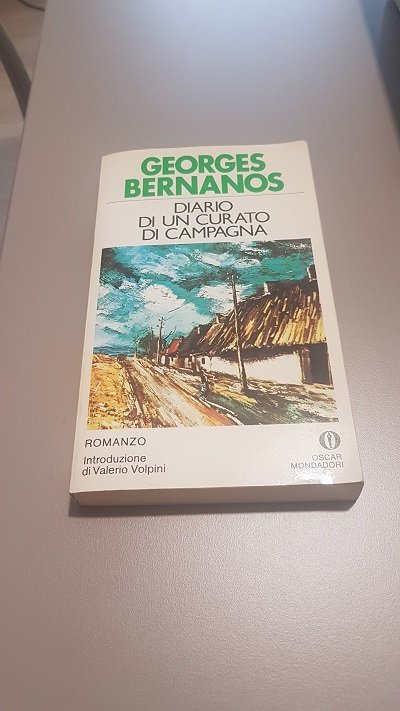 GEORGES
BERNANOS
DIARIO
DI UN CURATO
DI CAMPAGNA
ROMANZO
Introduzione
di Valerio Volpini
OSCAR
MONDADORI